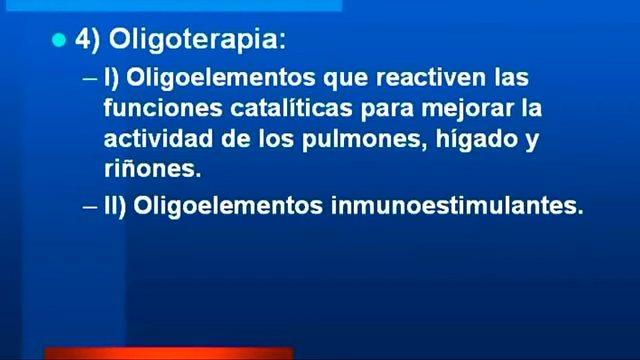 4) Oligoterapia:
– I) Oligoelementos que reactiven las
funciones catalíticas para mejorar la
actividad de los pulmones, hígado y
riñones.
– II) Oligoelementos inmunoestimulantes.